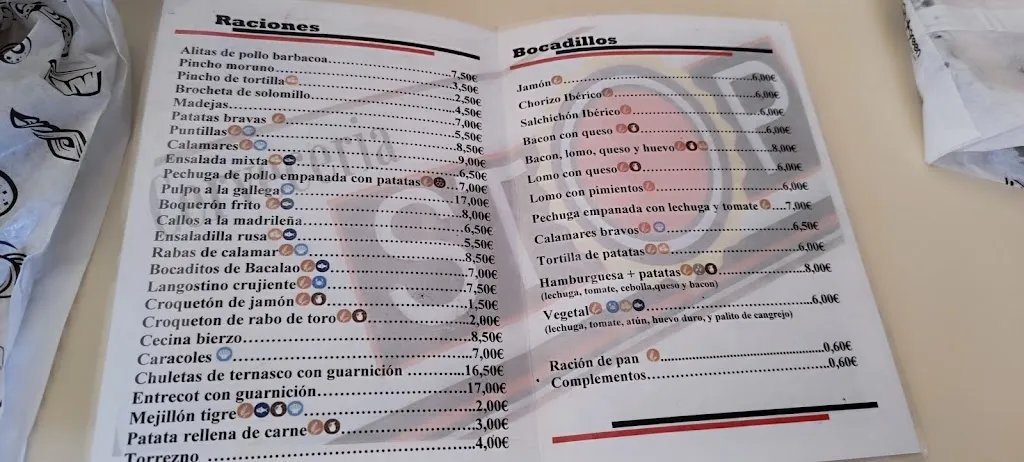 Raciones
Alitas de pollo barbacoa.....7,50€
Pincho moruno.....3,50€
Pincho de tortilla.....2,50€
Brocheta de solomillo.....4,50€
Madejas.....7,00€
Patatas bravas.....5,50€
Puntillas.....8,50€
Calamares.....9,00€
Ensalada mixta.....6,50€
Pechuga de pollo empanada con patatas.....7,00€
Pulpo a la gallega.....17,00€
Boquerón frito.....8,00€
Callos a la madrileña.....6,50€
Ensaladilla rusa.....5,50€
Rabas de calamar.....8,50€
Bocaditos de Bacalao.....7,00€
Langostino crujiente.....7,50€
Croquetón de jamón.....1,50€
Croqueton de rabo de toro.....2,00€
Cecina bierzo.....8,50€
Caracoles.....7,00€
Chuletas de ternasco con guarnición.....16,50€
Entrecot con guarnición.....17,00€
Mejillón tigre.....2,00€
Patata rellena de carne.....3,00€
Torrezno.....4,00€
Bocadillos
Jamón.....6,00€
Chorizo Ibérico.....6,00€
Salchichón Ibérico.....6,00€
Bacon con queso.....6,00€
Bacon, lomo, queso y huevo.....8,00€
Lomo con queso.....6,00€
Lomo con pimientos.....6,00€
Pechuga empanada con lechuga y tomate.....7,00€
Calamares bravos.....6,50€
Tortilla de patatas.....6,00€
Hamburguesa + patatas.....8,00€
(lechuga, tomate, cebolla,queso y bacon)
Vegetal.....6,00€
(lechuga, tomate, atún, huevo duro, y palito de cangrejo)
Ración de pan.....0,60€
Complementos.....0,60€
STOP